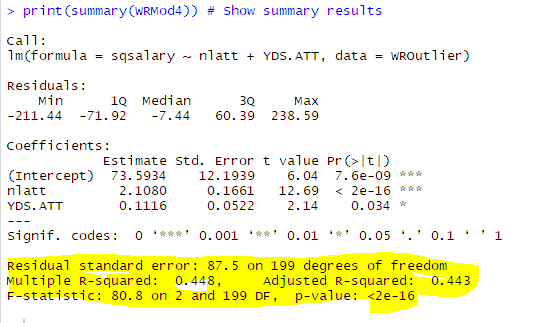 > print(summary(WRMod4)) # Show summary results
Call:
lm(formula = sqsalary ~ nlatt + YDS.ATT, data = WROutlier)
Residuals:
Min 1Q Median 3Q Max
-211.44 -71.92 -7.44 60.39 238.59
Coefficients:
Estimate Std. Error t value Pr(>|t|)
(Intercept) 73.5934 12.1939 6.04 7.6e-09 ***
nlatt 2.1080 0.1661 12.69 < 2e-16 ***
YDS.ATT 0.1116 0.0522 2.14 0.034 *
---
Signif. codes: 0 ‘***’ 0.001 ‘**’ 0.01 ‘*’ 0.05 ‘.’ 0.1 ‘ ’ 1
Residual standard error: 87.5 on 199 degrees of freedom
Multiple R-squared: 0.448, Adjusted R-squared: 0.443
F-statistic: 80.8 on 2 and 199 DF, p-value: <2e-16